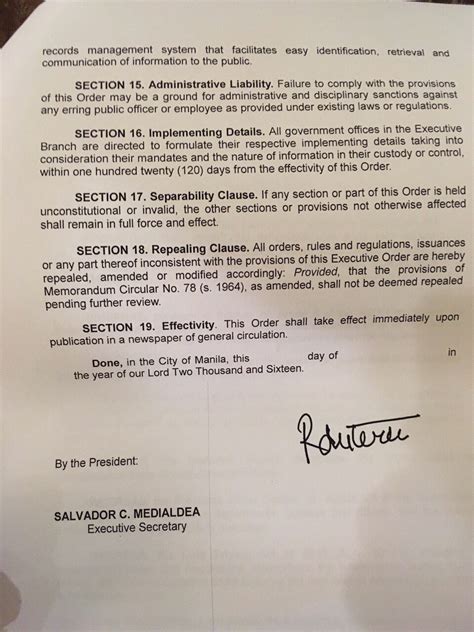 records management system that facilitates easy identification, retrieval and
communication of information to the public.
SECTION 15. Administrative Liability. Failure to comply with the provisions
of this Order may be a ground for administrative and disciplinary sanctions against
any erring public officer or employee as provided under existing laws or regulations.
SECTION 16. Implementing Details. All government offices in the Executive
Branch are directed to formulate their respective implementing details taking into
consideration their mandates and the nature of information in their custody or control,
within one hundred twenty (120) days from the effectivity of this Order.
SECTION 17. Separability Clause. If any section or part of this Order is held
unconstitutional or invalid, the other sections or provisions not otherwise affected
shall remain in full force and effect.
SECTION 18. Repealing Clause. All orders, rules and regulations, issuances
or any part thereof inconsistent with the provisions of this Executive Order are hereby
repealed, amended or modified accordingly: Provided, that the provisions of
Memorandum Circular No. 78 (s. 1964), as amended, shall not be deemed repealed
pending further review.
SECTION 19. Effectivity. This Order shall take effect immediately upon
publication in a newspaper of general circulation.
Done, in the City of Manila, this day of in
the year of our Lord Two Thousand and Sixteen.
By the President:
SALVADOR C. MEDIALDEA
Executive Secretary